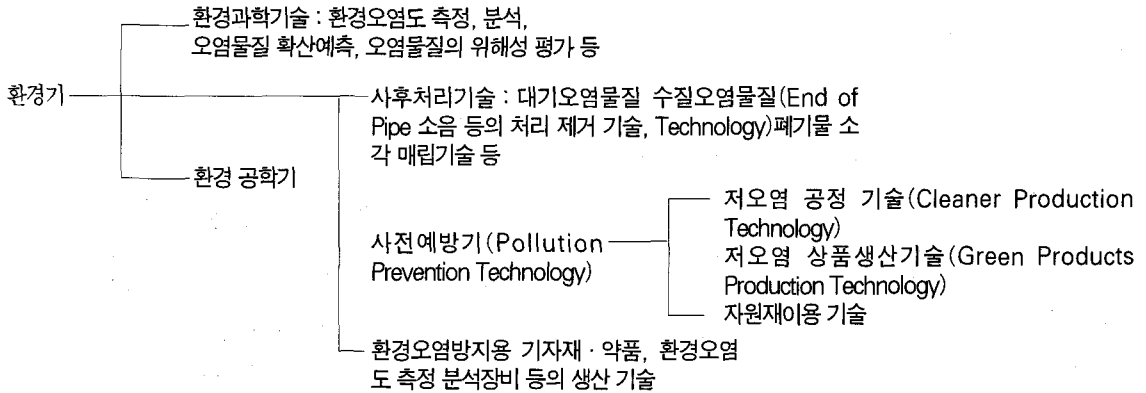 환경과학기술 : 환경오염도 측정, 분석,
오염물질 확산예측, 오염물질의 위해성 평가 등
환경기
사후처리기술 : 대기오염물질 수질오염물질(End of
Pipe 소음 등의 처리 제거 기술, Technology)폐기물 소
각 매립기술 등
환경 공학기
저오염 공정 기술(Cleaner Production
Technology)
사전예방기(Pollution
Prevention Technology)
저오염 상품생산기술(Green Products
Production Technology)
자원재이용 기술
환경오염방지용 기자재 · 약품, 환경오염
도 측정 분석장비 등의 생산 기술